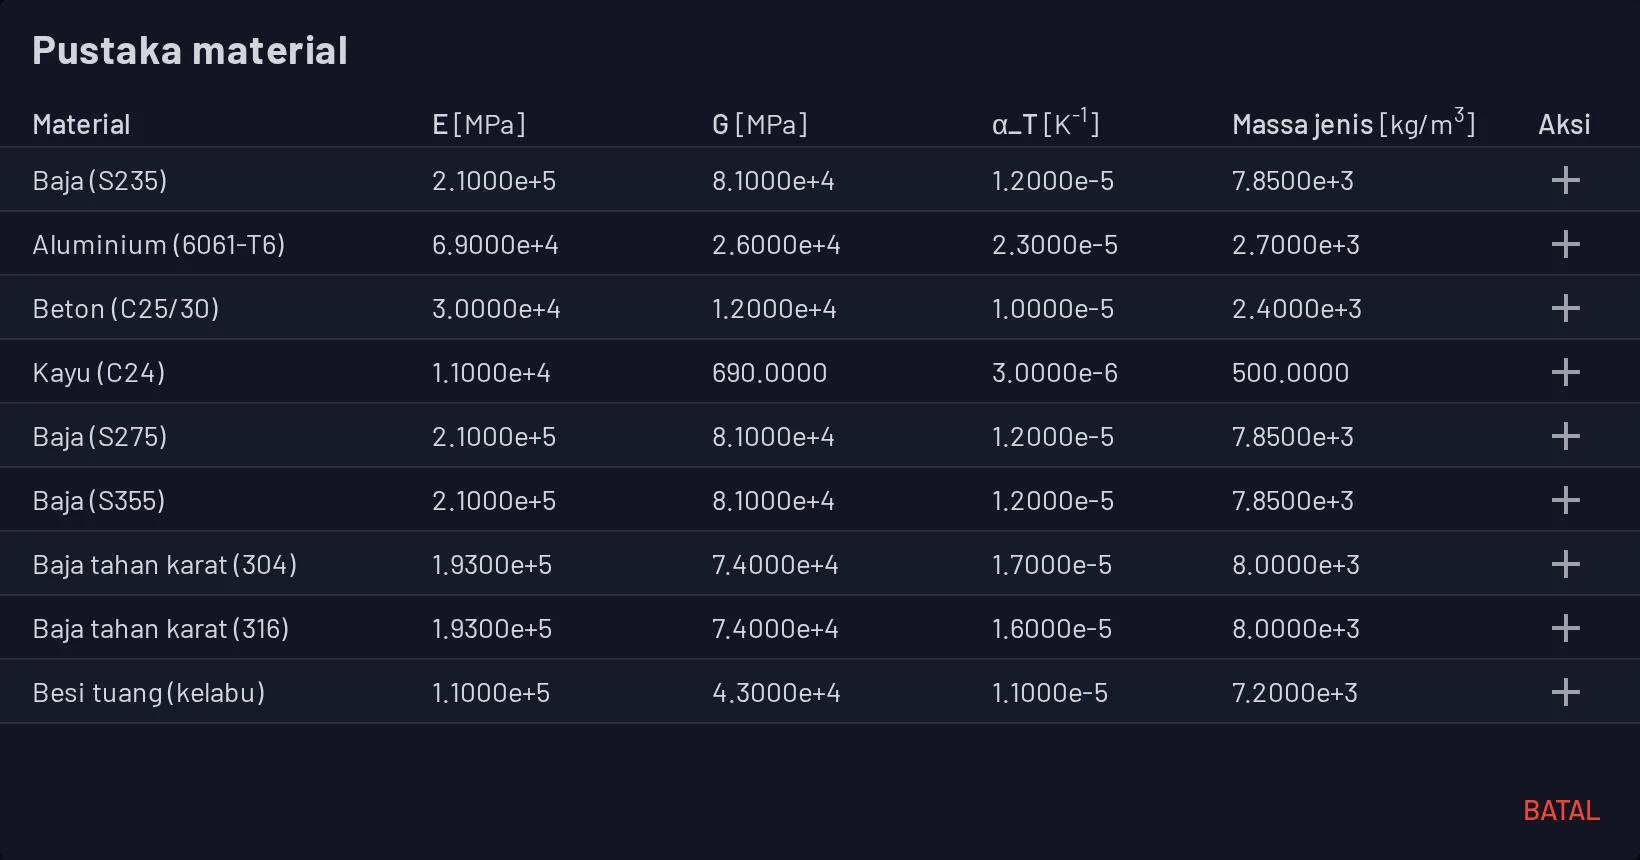 Pustaka material
Material E [MPa] G [MPa] α_T [K⁻¹] Massa jenis [kg/m³] Aksi
Baja (S235) 2.1000e+5 8.1000e+4 1.2000e-5 7.8500e+3
Aluminium (6061-T6) 6.9000e+4 2.6000e+4 2.3000e-5 2.7000e+3
Beton (C25/30) 3.0000e+4 1.2000e+4 1.0000e-5 2.4000e+3
Kayu (C24) 1.1000e+4 690.0000 3.0000e-6 500.0000
Baja (S275) 2.1000e+5 8.1000e+4 1.2000e-5 7.8500e+3
Baja (S355) 2.1000e+5 8.1000e+4 1.2000e-5 7.8500e+3
Baja tahan karat (304) 1.9300e+5 7.4000e+4 1.7000e-5 8.0000e+3
Baja tahan karat (316) 1.9300e+5 7.4000e+4 1.6000e-5 8.0000e+3
Besi tuang (kelabu) 1.1000e+5 4.3000e+4 1.1000e-5 7.2000e+3
BATAL